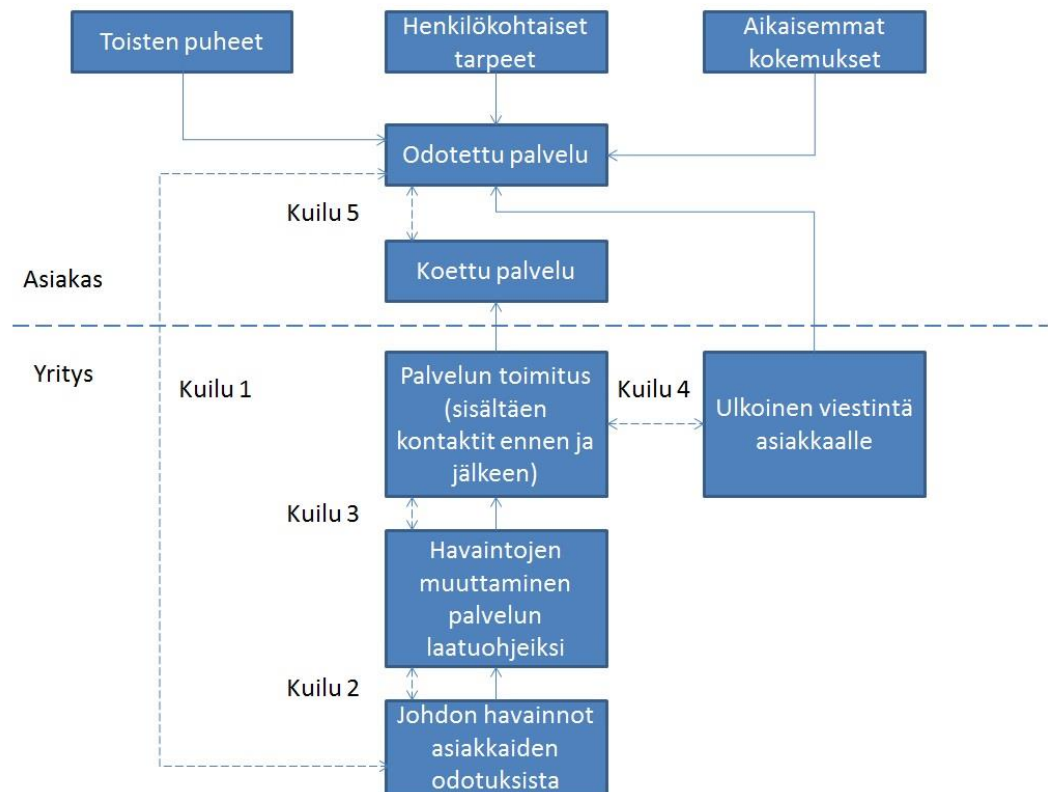 Toisten puheet
Henkilökohtaiset
tarpeet
Aikaisemmat
kokemukset
Odotettu palvelu
Kuilu 5
Koettu palvelu
Asiakas
Yritys
Kuilu 1
Palvelun toimitus
(sisältäen
kontaktit ennen ja
jälkeen)
Kuilu 4
Ulkoinen viestintä
asiakkaalle
Kuilu 3
Havaintojen
muuttaminen
palvelun
laatuohjeiksi
Kuilu 2
Johdon havainnot
asiakkaiden
odotuksista